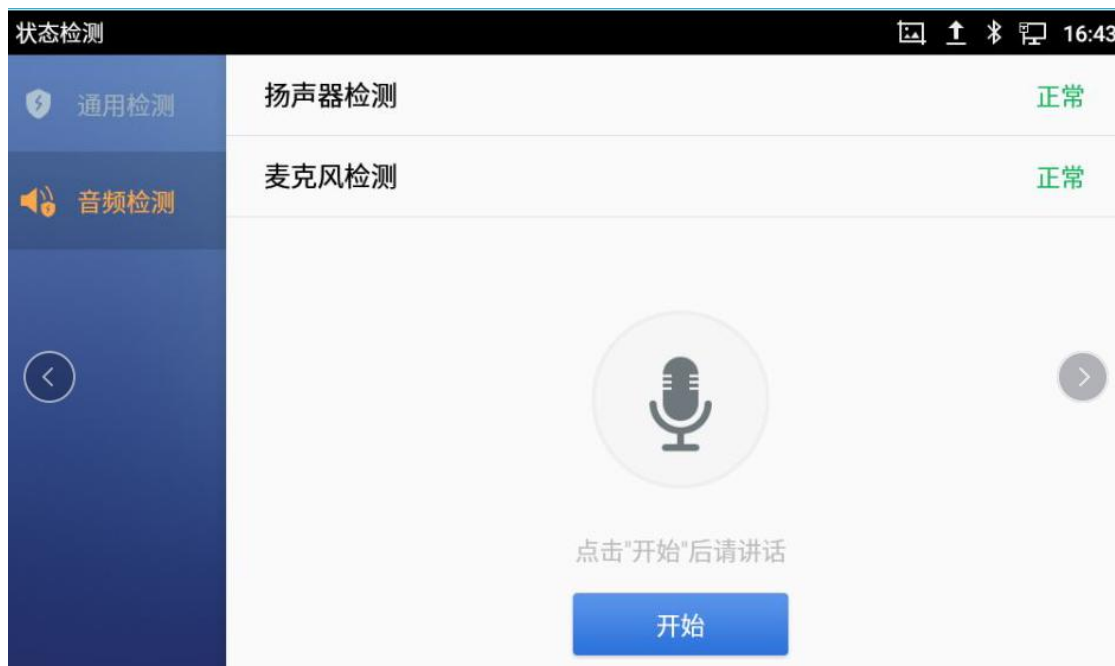 状态检测
16:43
通用检测
音频检测
扬声器检测
正常
麦克风检测
正常
点击"开始"后请讲话
开始